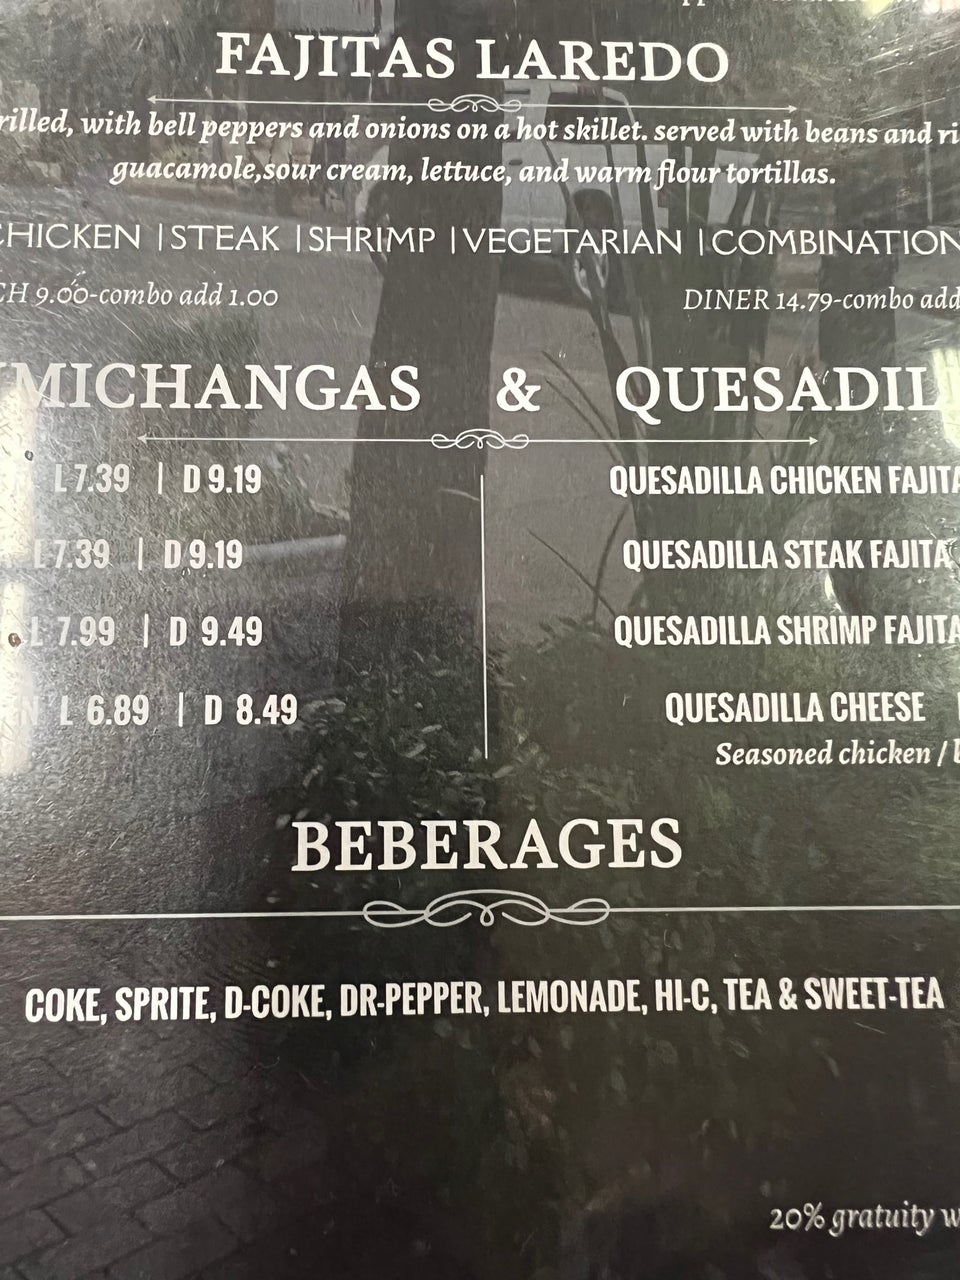 FAJITAS LAREDO
rilled, with bell peppers and onions on a hot skillet. served with beans and ri
guacamole,sour cream, lettuce, and warm flour tortillas.
CHICKEN | STEAK | SHRIMP | VEGETARIAN | COMBINATION
CH 9.00-combo add 1.00 DINER 14.79-combo add
MICHANGAS & QUESADIL
L 7.39 | D 9.19 QUESADILLA CHICKEN FAJITA
L 7.39 | D 9.19 QUESADILLA STEAK FAJITA
L 7.99 | D 9.49 QUESADILLA SHRIMP FAJITA
N L 6.89 | D 8.49 QUESADILLA CHEESE
Seasoned chicken / b
BEBERAGES
COKE, SPRITE, D-COKE, DR-PEPPER, LEMONADE, HI-C, TEA & SWEET-TEA
20% gratuity w